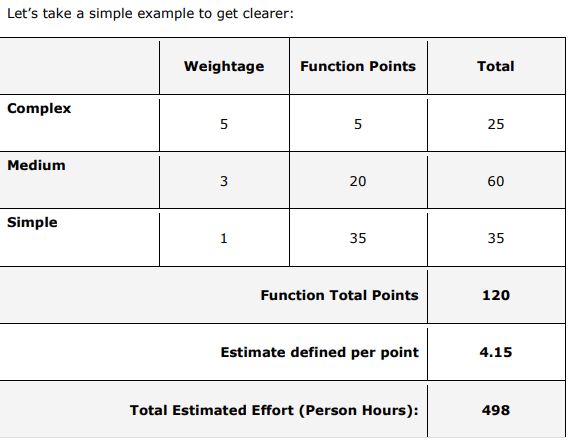 Let's take a simple example to get clearer:
Weightage Function Points Total
Complex
5 5 25
Medium
3 20 60
Simple
1 35 35
Function Total Points 120
Estimate defined per point 4.15
Total Estimated Effort (Person Hours): 498